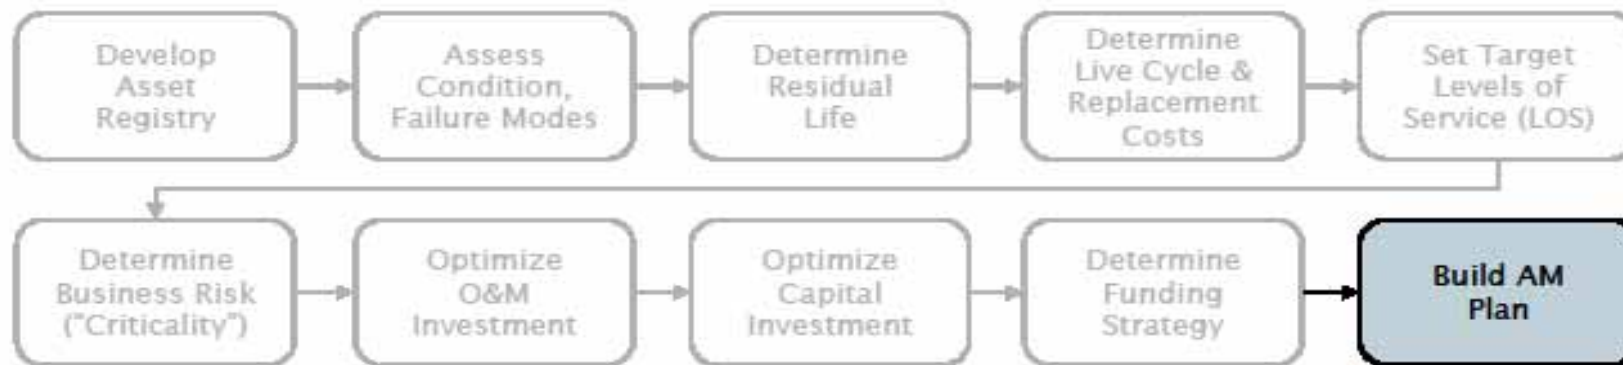 Develop
Asset
Registry
Assess
Condition,
Failure Modes
Determine
Residual
Life
Determine
Live Cycle &
Replacement
Costs
Set Target
Levels of
Service (LOS)
Determine
Business Risk
("Criticality")
Optimize
O&M
Investment
Optimize
Capital
Investment
Determine
Funding
Strategy
Build AM
Plan